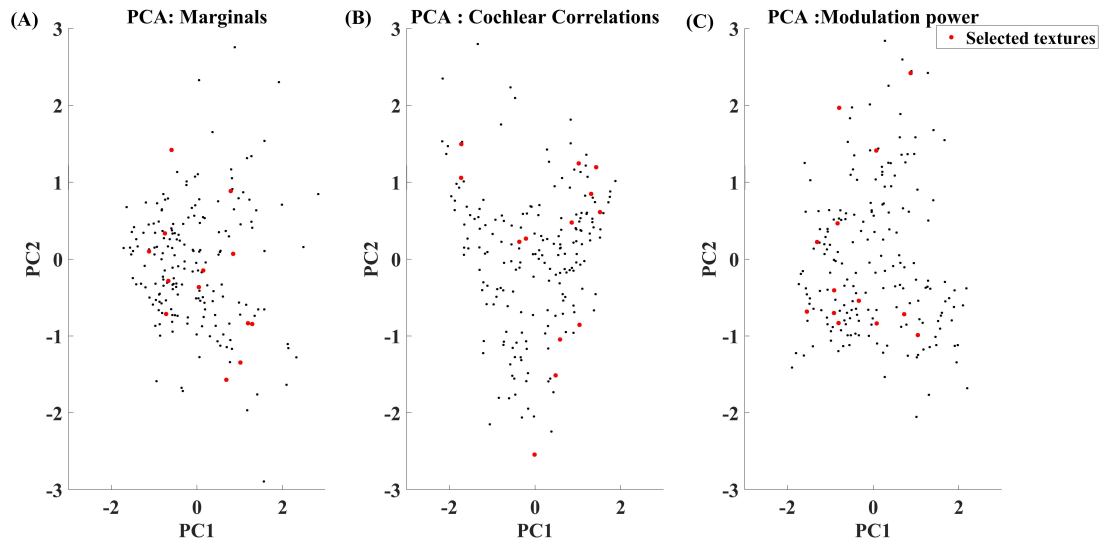 (A)
PCA: Marginals
3
2
1
0
-1
-2
-3
PC2
-2
0
2
PC1
(B)
PCA : Cochlear Correlations
3
2
1
0
-1
-2
-3
PC2
-2
0
2
PC1
(C)
PCA :Modulation power
Selected textures
3
2
1
0
-1
-2
-3
PC2
-2
0
2
PC1